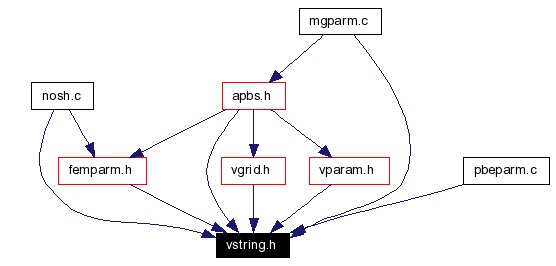 mgparm.c
nosh.c
apbs.h
femparm.h
vgrid.h
vparam.h
pbeparm.c
vstring.h